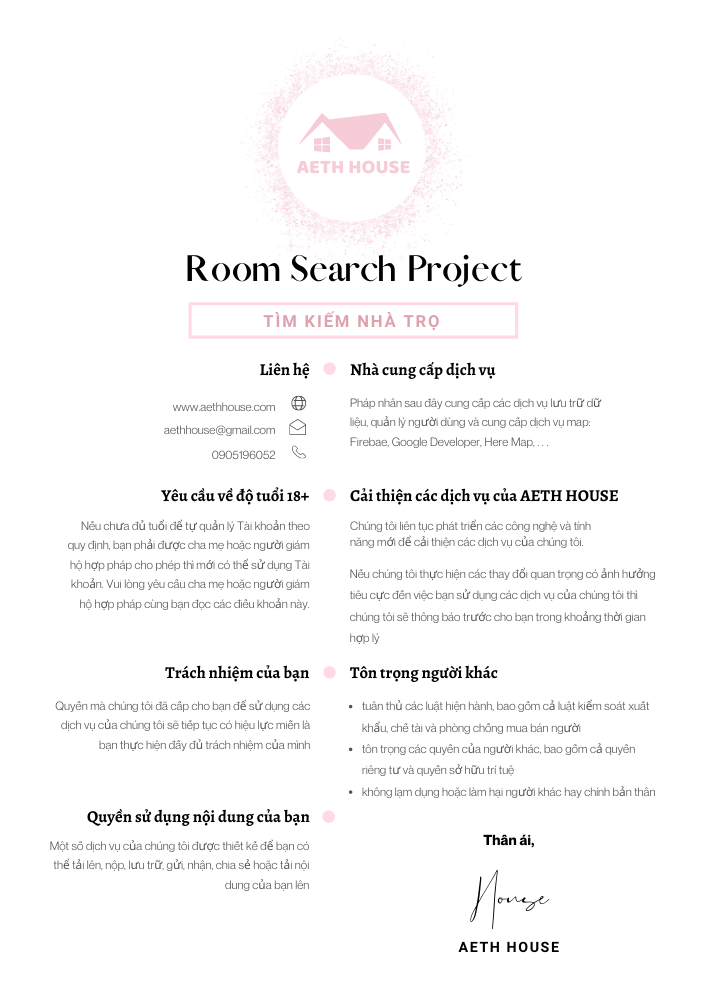 AETH HOUSE
Room Search Project
TÌM KIẾM NHÀ TRỌ
Liên hệ
www.aethhouse.com
aethhouse@gmail.com
0905196052
Nhà cung cấp dịch vụ
Pháp nhân sau đây cung cấp các dịch vụ lưu trữ dữ
liệu, quản lý người dùng và cung cấp dịch vụ map:
Firebae, Google Developer, Here Map, . . .
Yêu cầu về độ tuổi 18+
Nếu chưa đủ tuổi để tự quản lý Tài khoản theo
quy định, bạn phải được cha mẹ hoặc người giám
hộ hợp pháp cho phép thì mới có thể sử dụng Tài
khoản. Vui lòng yêu cầu cha mẹ hoặc người giám
hộ hợp pháp cùng bạn đọc các điều khoản này.
Cải thiện các dịch vụ của AETH HOUSE
Chúng tôi liên tục phát triển các công nghệ và tính
năng mới để cải thiện các dịch vụ của chúng tôi.
Nếu chúng tôi thực hiện các thay đổi quan trọng có ảnh hưởng
tiêu cực đến việc bạn sử dụng các dịch vụ của chúng tôi thì
chúng tôi sẽ thông báo trước cho bạn trong khoảng thời gian
hợp lý
Trách nhiệm của bạn
Quyền mà chúng tôi đã cấp cho bạn để sử dụng các
dịch vụ của chúng tôi sẽ tiếp tục có hiệu lực miễn là
bạn thực hiện đầy đủ trách nhiệm của mình
Tôn trọng người khác
• tuân thủ các luật hiện hành, bao gồm cả luật kiểm soát xuất
khẩu, chế tài và phòng chống mua bán người
• tôn trọng các quyền của người khác, bao gồm cả quyền
riêng tư và quyền sở hữu trí tuệ
• không lạm dụng hoặc làm hại người khác hay chính bản thân
Quyền sử dụng nội dung của bạn
Một số dịch vụ của chúng tôi được thiết kế để bạn có
thể tải lên, nộp, lưu trữ, gửi, nhận, chia sẻ hoặc tải nội
dung của bạn lên
Thân ái,
House
AETH HOUSE